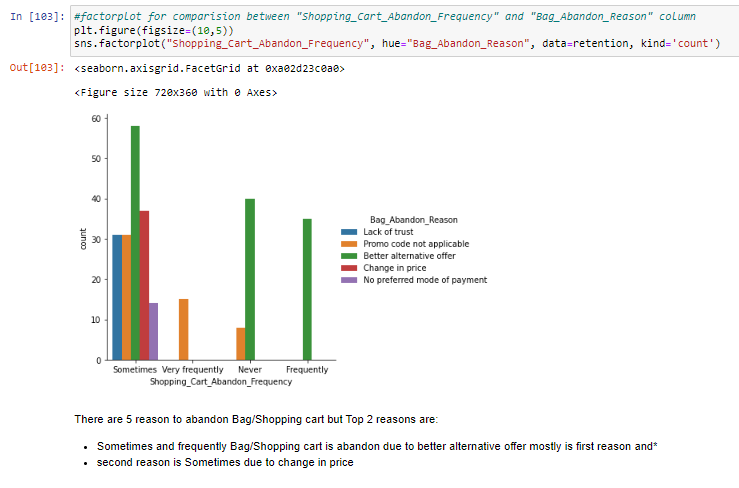 In [103]: #factorplot for comparision between "Shopping_Cart_Abandon_Frequency" and "Bag_Abandon_Reason" column
plt.figure(figsize=(10,5))
sns.factorplot("Shopping_Cart_Abandon_Frequency", hue="Bag_Abandon_Reason", data=retention, kind='count')
Out[103]: <seaborn.axisgrid.FacetGrid at 0xa02d23c0a0>
<Figure size 720x360 with 0 Axes>
60
50
40
30
20
10
0
count
Sometimes Very frequently Never Frequently
Shopping_Cart_Abandon_Frequency
Bag_Abandon_Reason
Lack of trust
Promo code not applicable
Better alternative offer
Change in price
No preferred mode of payment
There are 5 reason to abandon Bag/Shopping cart but Top 2 reasons are:
• Sometimes and frequently Bag/Shopping cart is abandon due to better alternative offer mostly is first reason and*
• second reason is Sometimes due to change in price